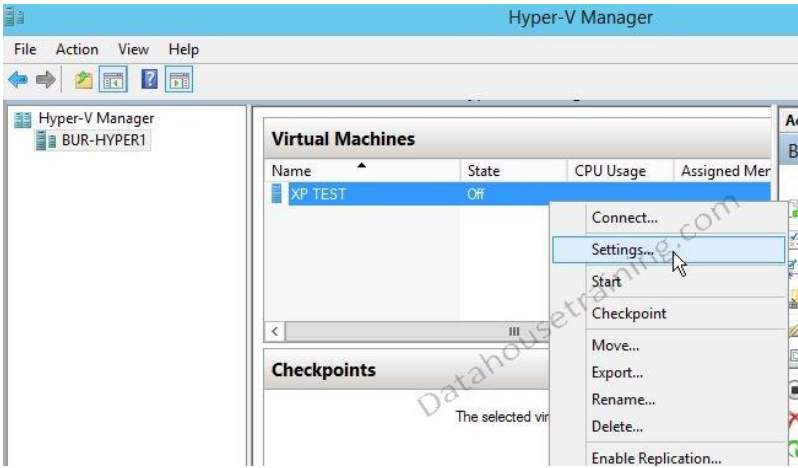 Hyper-V Manager
File Action View Help
Hyper-V Manager
BUR-HYPER1
Virtual Machines
Name State CPU Usage Assigned Mer
XP TEST Off
Connect...
Settings...
Start
Checkpoint
Move...
Export...
Rename...
Delete...
Enable Replication...
Checkpoints
The selected vir
Datahousetraining.com